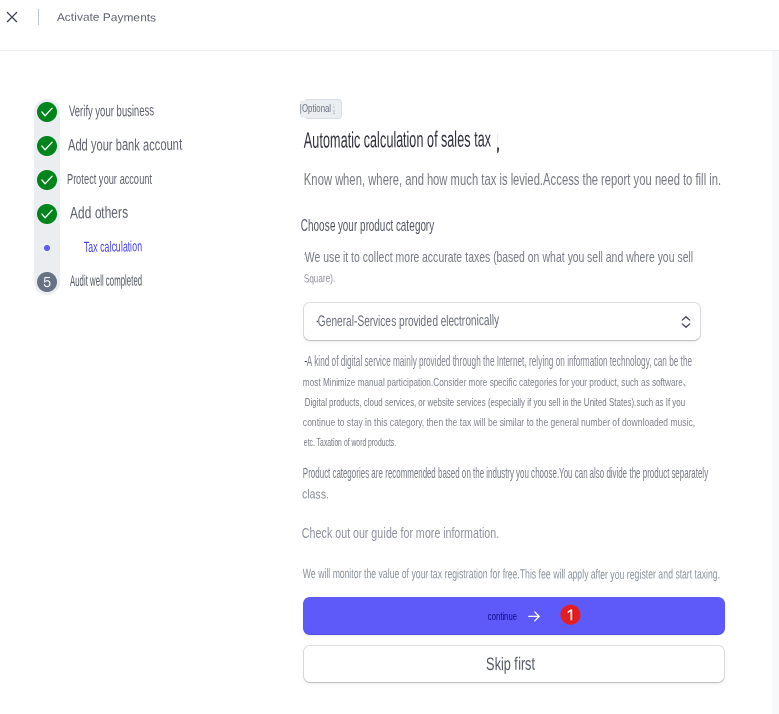 Activate Payments
Verify your business
Add your bank account
Protect your account
Add others
Tax calculation
5
Audit well completed
Optional ;
Automatic calculation of sales tax ;
Know when, where, and how much tax is levied.Access the report you need to fill in.
Choose your product category
We use it to collect more accurate taxes (based on what you sell and where you sell
Square).
-General-Services provided electronically
-A kind of digital service mainly provided through the Internet, relying on information technology, can be the
most Minimize manual participation.Consider more specific categories for your product, such as software、
Digital products, cloud services, or website services (especially if you sell in the United States).such as If you
continue to stay in this category, then the tax will be similar to the general number of downloaded music,
etc. Taxation of word products.
Product categories are recommended based on the industry you choose.You can also divide the product separately
class.
Check out our guide for more information.
We will monitor the value of your tax registration for free.This fee will apply after you register and start taxing.
continue → 1
Skip first